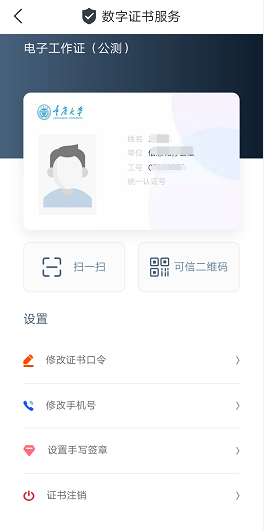 数字证书服务
电子工作证（公测）
重庆大学
姓名
单位
工号
统一认证号
扫一扫
可信二维码
设置
修改证书口令
修改手机号
设置手写签章
证书注销